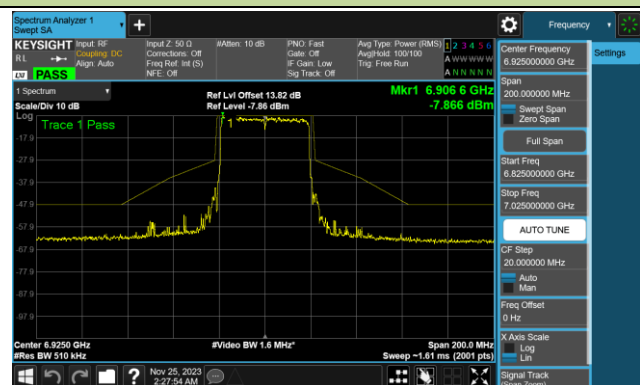 Spectrum Analyzer 1
Swept SA
Frequency
KEYSIGHT
RL
PASS
Input: RF
Coupling: DC
Align: Auto
Input Z: 50 Ω
Corrections: Off
Freq Ref: Int (S)
NFE: Off
#Atten: 10 dB
PNO: Fast
Gate: Off
IF Gain: Low
Sig Track: Off
Avg Type: Power (RMS)
Avg|Hold: 100/100
Trig: Free Run
1 2 3 4 5 6
A W W W W W
A N N N N N
1 Spectrum
Scale/Div 10 dB
Ref Lvl Offset 13.82 dB
Ref Level -7.86 dBm
Mkr1 6.906 6 GHz
-7.866 dBm
Log
Trace 1 Pass
1
-17.9
-27.9
-37.9
-47.9
-57.9
-67.9
-77.9
-87.9
-97.9
Center 6.9250 GHz
#Res BW 510 kHz
#Video BW 1.6 MHz*
Span 200.0 MHz
Sweep ~1.61 ms (2001 pts)
Nov 25, 2023
2:27:54 AM
Center Frequency
6.925000000 GHz
Settings
Span
200.000000 MHz
Swept Span
Zero Span
Full Span
Start Freq
6.825000000 GHz
Stop Freq
7.025000000 GHz
AUTO TUNE
CF Step
20.000000 MHz
Auto
Man
Freq Offset
0 Hz
X Axis Scale
Log
Lin
Signal Track
(Span Zoom)